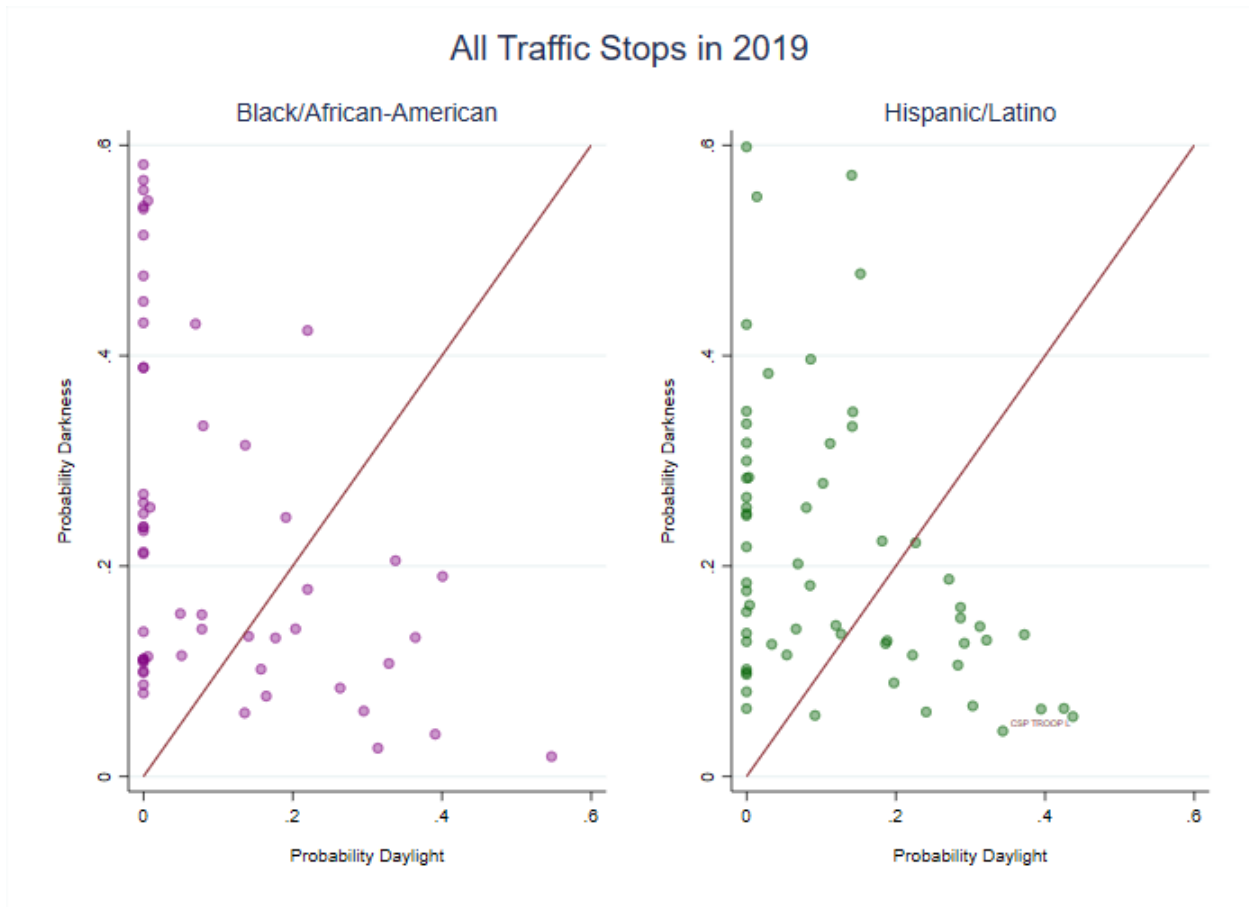 All Traffic Stops in 2019
Black/African-American
Hispanic/Latino
Probability Darkness
.6
.4
.2
0
0 .2 .4 .6
Probability Daylight
Probability Darkness
.6
.4
.2
0
CSP TROOP L
0 .2 .4 .6
Probability Daylight